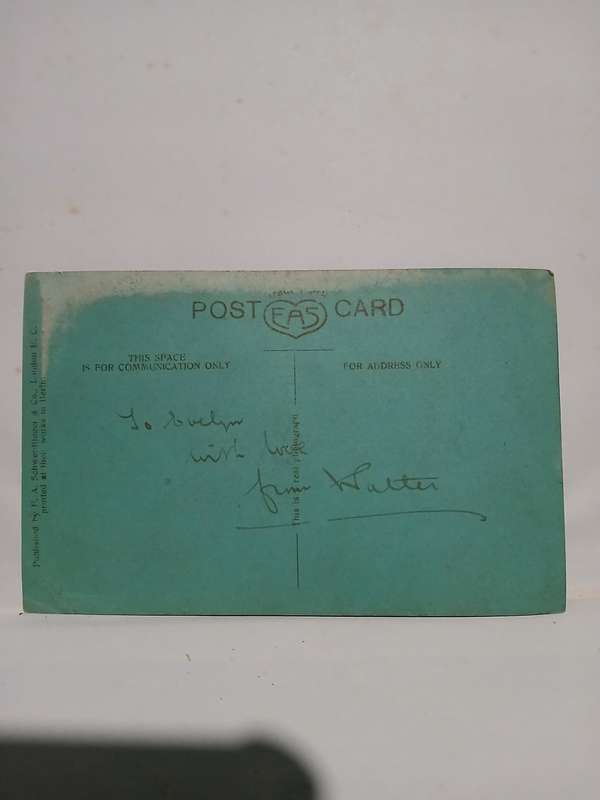 POST EAS CARD
THIS SPACE
IS FOR COMMUNICATION ONLY
FOR ADDRESS ONLY
To Evelyn
with love
from Walter
This is a real photograph
Published by E. A. Schwerdtfeger & Co., London E. C.
printed at their works in Berlin